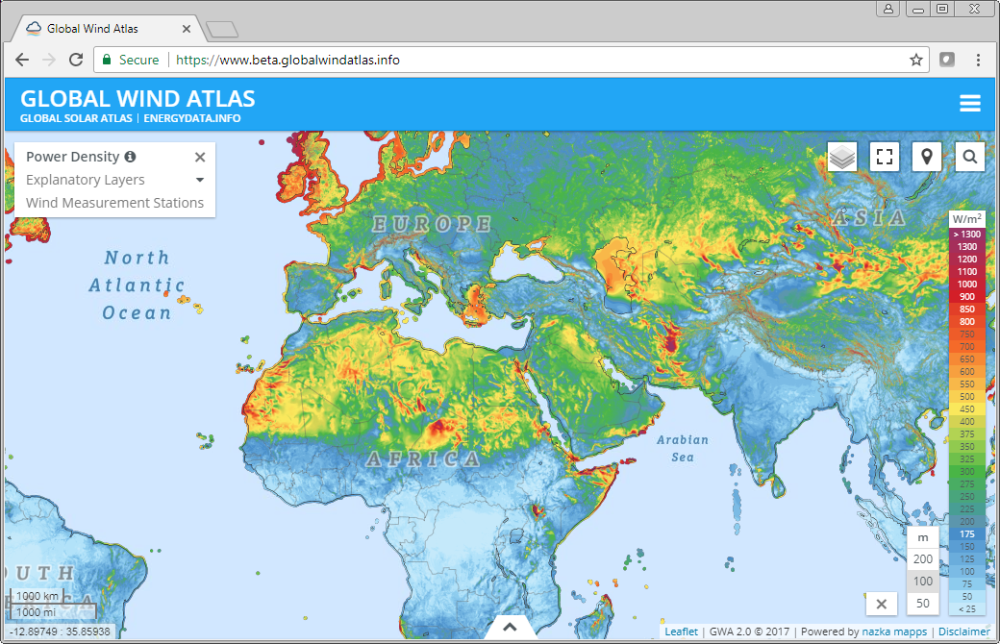 Global Wind Atlas
Secure
https://www.beta.globalwindatlas.info
GLOBAL WIND ATLAS
GLOBAL SOLAR ATLAS | ENERGYDATA.INFO
Power Density
Explanatory Layers
Wind Measurement Stations
EUROPE
ASIA
North
Atlantic
Ocean
AFRICA
Arabian
Sea
OUTH
ERICA
W/m²
> 1300
1300
1200
1100
1000
900
850
800
750
700
650
600
550
500
450
400
375
350
325
300
275
250
225
200
175
150
125
100
75
50
< 25
m
200
100
50
1000 km
1000 mi
-12.89749 : 35.85938
Leaflet | GWA 2.0 © 2017 | Powered by nazka mapps | Disclaimer